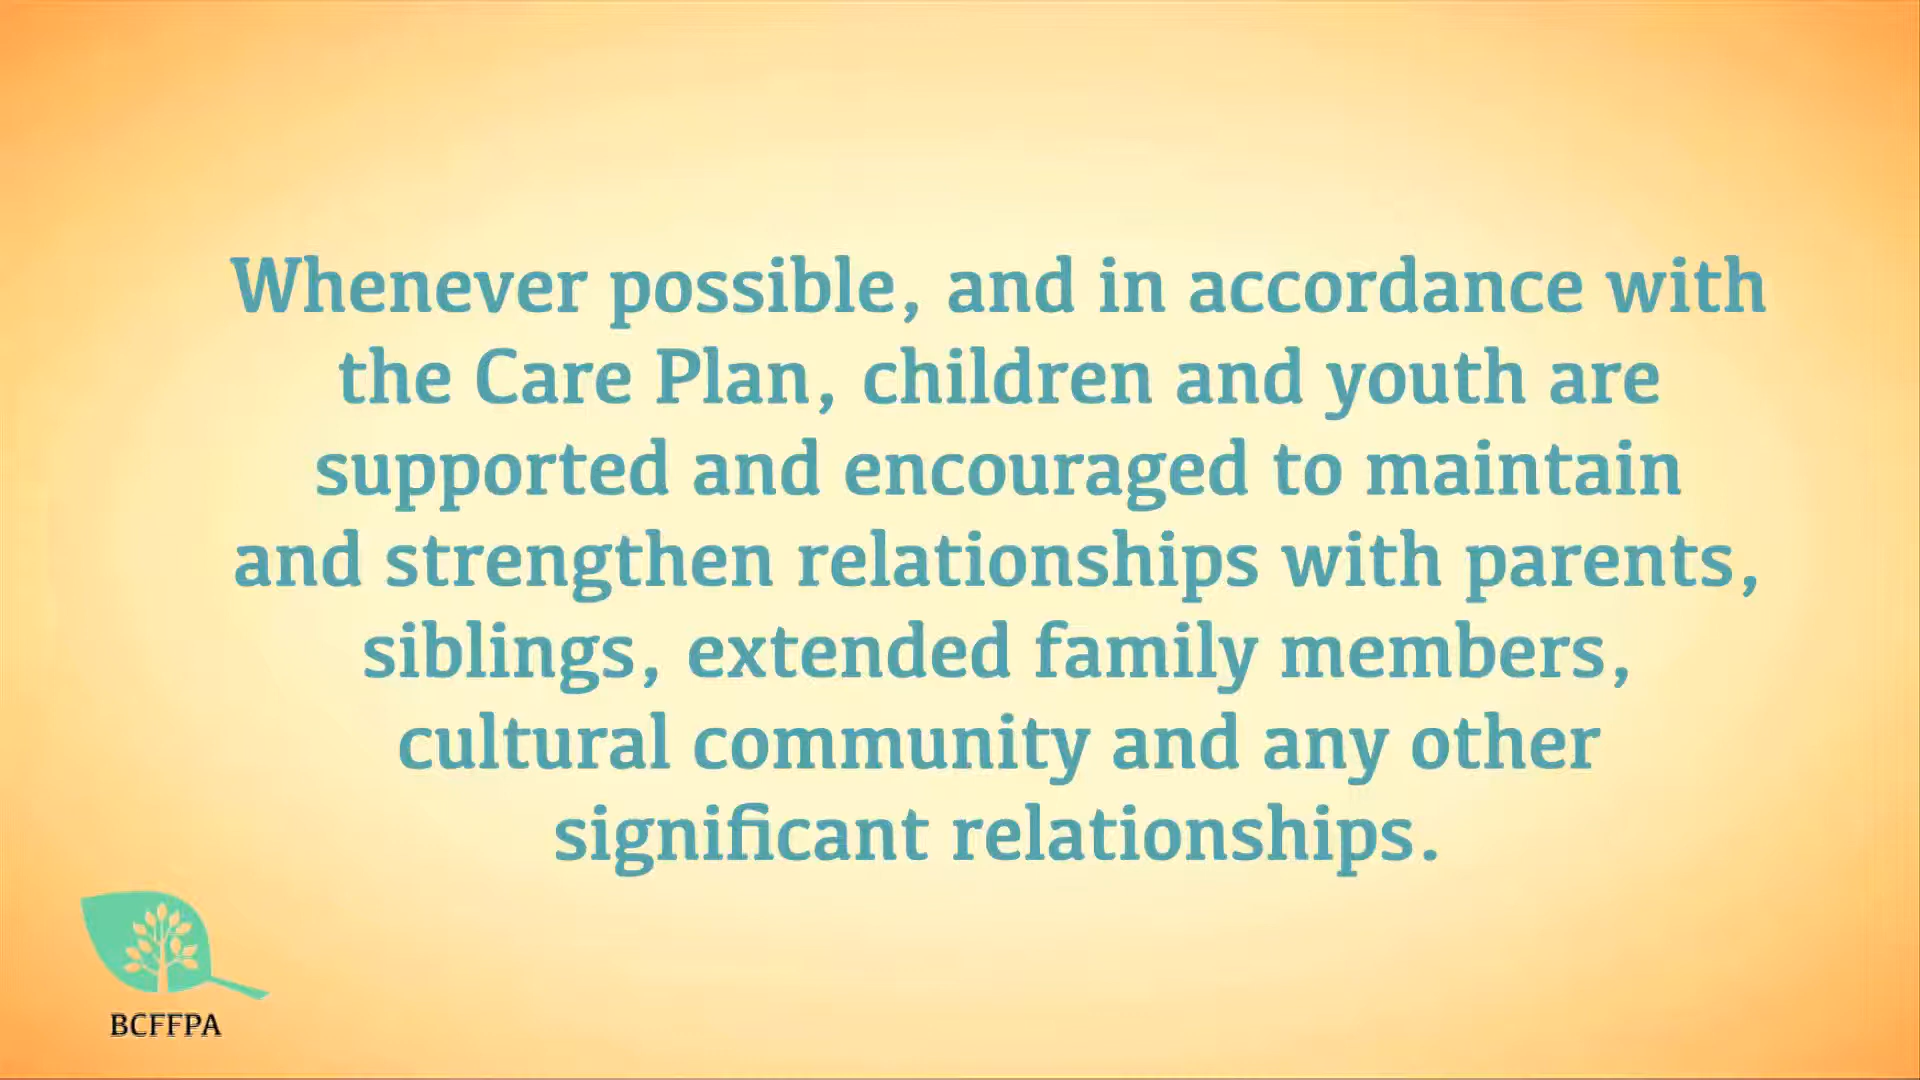 Whenever possible, and in accordance with
the Care Plan, children and youth are
supported and encouraged to maintain
and strengthen relationships with parents,
siblings, extended family members,
cultural community and any other
significant relationships.
BCFFPA